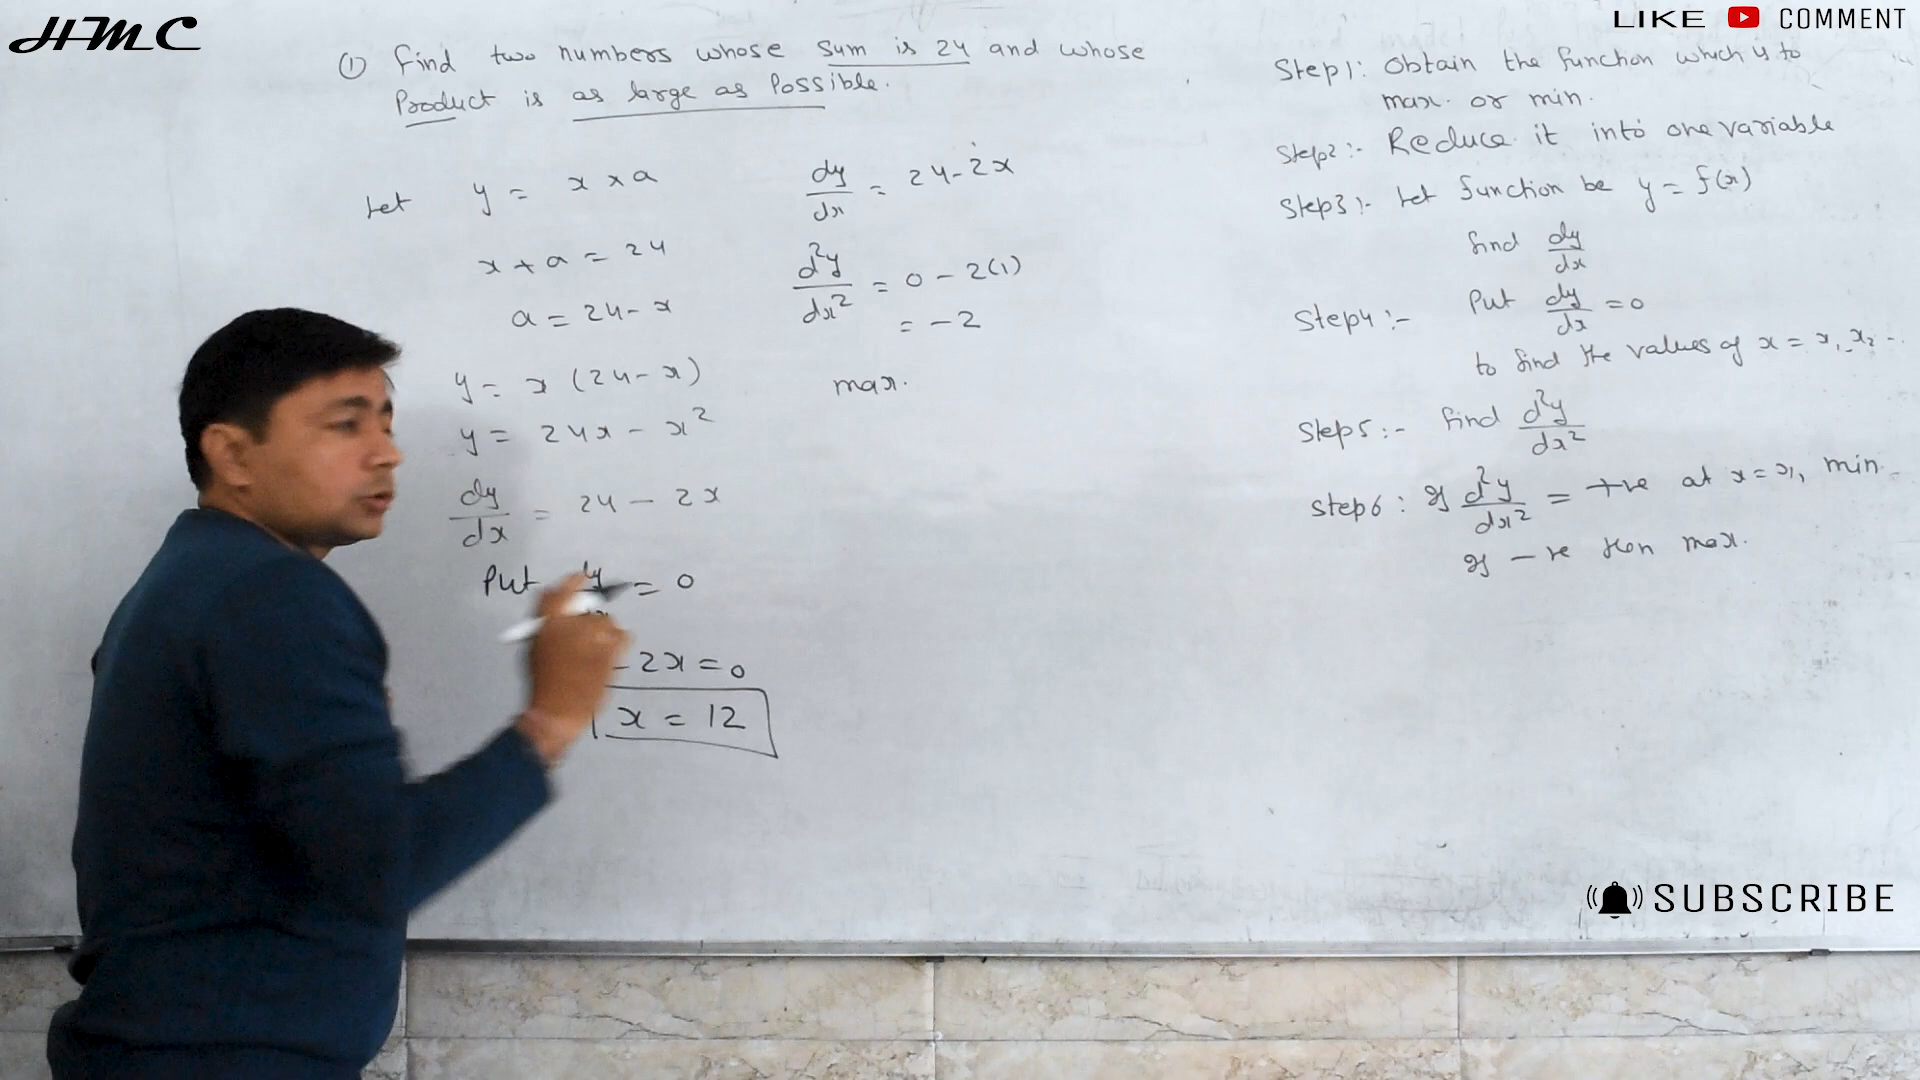 HMC
LIKE COMMENT
① Find two numbers whose sum is 24 and whose
Product is as large as Possible.
Let y = x × a
x + a = 24
a = 24 - x
y = x (24 - x)
y = 24x - x²
dy/dx = 24 - 2x
Put dy = 0
- 2x = 0
x = 12
dy/dx = 24 - 2x
d²y/dx² = 0 - 2(1)
= -2
max.
Step1: Obtain the function which is to
max. or min.
Step2:- Reduce it into one variable
Step3:- Let function be y = f(x)
find dy/dx
Step4:- Put dy/dx = 0
to find the values of x = x₁, x₂ - .
Step5:- find d²y/dx²
Step6: If d²y/dx² = +ve at x = x₁, min.
If -ve then max.
SUBSCRIBE